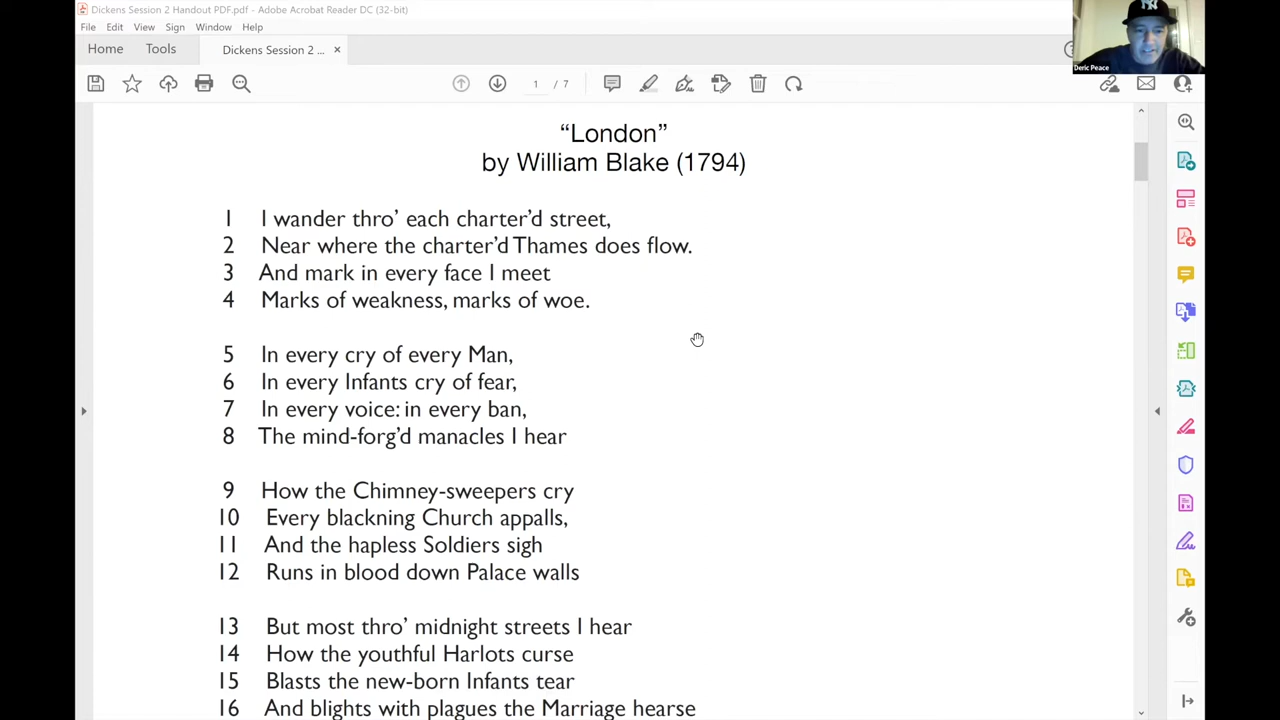 Dickens Session 2 Handout PDF.pdf - Adobe Acrobat Reader DC (32-bit)
File Edit View Sign Window Help
Home Tools Dickens Session 2 ... ×
1 / 7
Deric Peace
“London”
by William Blake (1794)
1 I wander thro’ each charter’d street,
2 Near where the charter’d Thames does flow.
3 And mark in every face I meet
4 Marks of weakness, marks of woe.
5 In every cry of every Man,
6 In every Infants cry of fear,
7 In every voice: in every ban,
8 The mind-forg’d manacles I hear
9 How the Chimney-sweepers cry
10 Every blackning Church appalls,
11 And the hapless Soldiers sigh
12 Runs in blood down Palace walls
13 But most thro’ midnight streets I hear
14 How the youthful Harlots curse
15 Blasts the new-born Infants tear
16 And blights with plagues the Marriage hearse